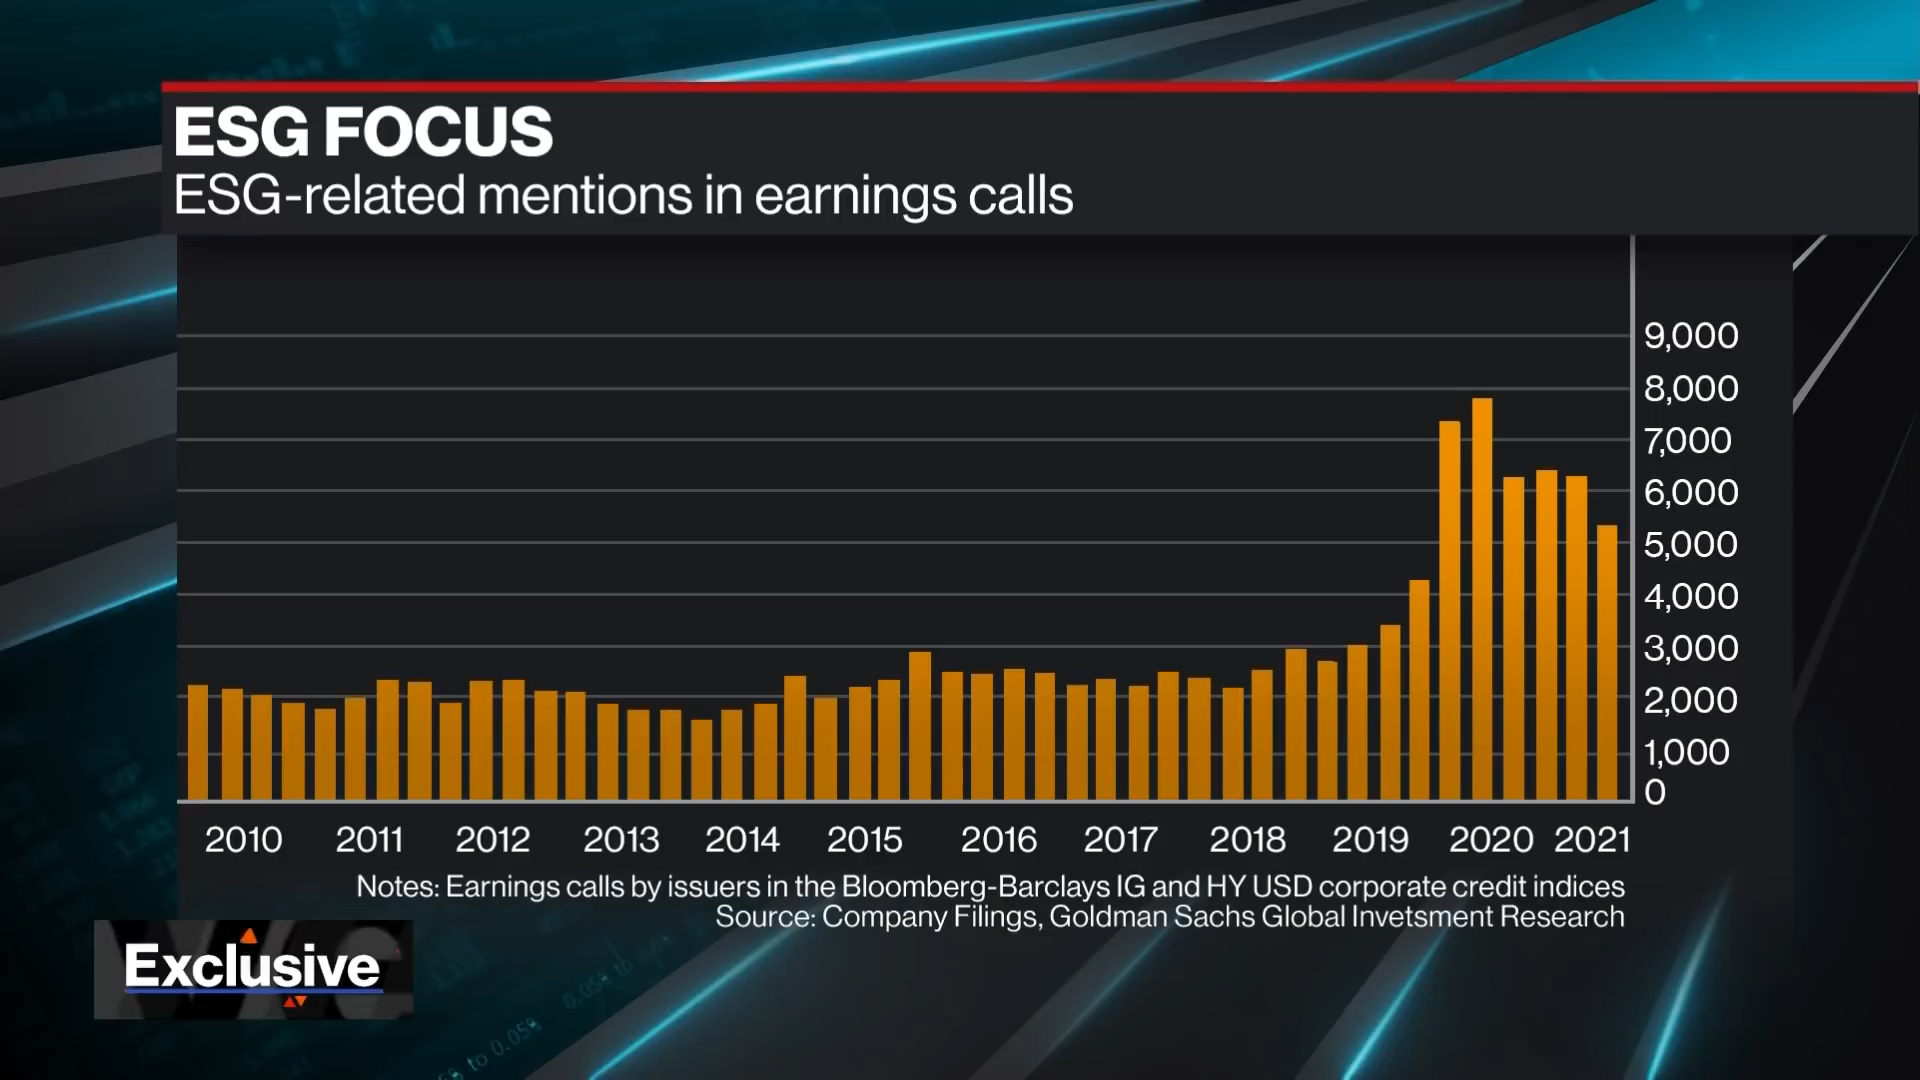 ESG FOCUS
ESG-related mentions in earnings calls
9,000
8,000
7,000
6,000
5,000
4,000
3,000
2,000
1,000
0
2010 2011 2012 2013 2014 2015 2016 2017 2018 2019 2020 2021
Notes: Earnings calls by issuers in the Bloomberg-Barclays IG and HY USD corporate credit indices
Source: Company Filings, Goldman Sachs Global Invetsment Research
Exclusive
to 0.05%